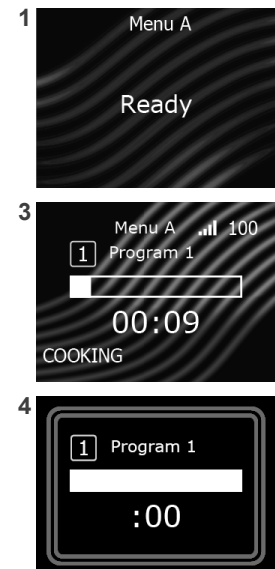 1
Menu A
Ready
3
Menu A 100
1 Program 1
00:09
COOKING
4
1 Program 1
:00